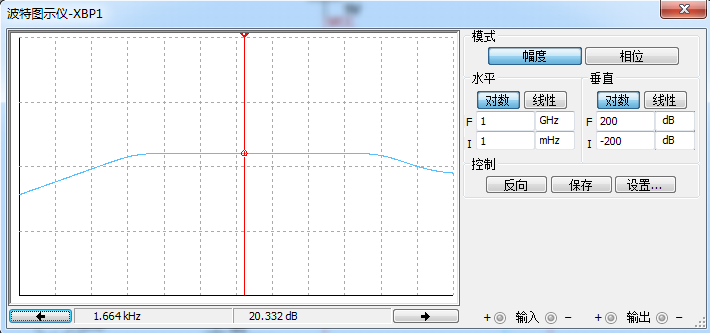 波特图示仪-XBP1
模式
幅度 相位
水平 垂直
对数 线性 对数 线性
F 1 GHz F 200 dB
I 1 mHz I -200 dB
控制
反向 保存 设置...
1.664 kHz 20.332 dB
+ 输入 - + 输出 -